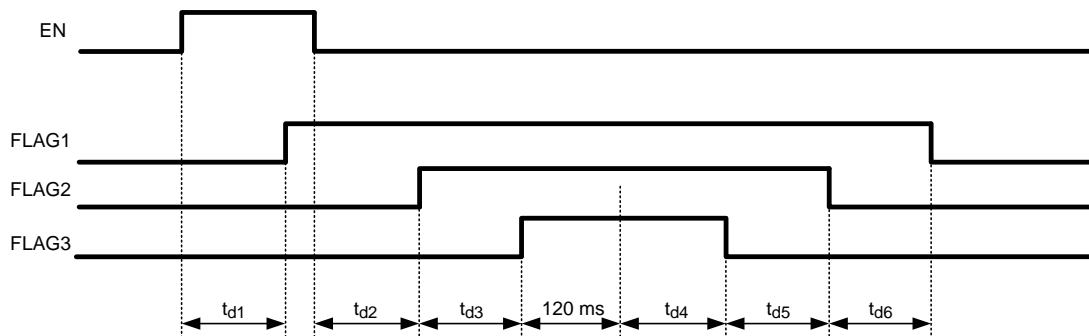 EN
FLAG1
FLAG2
FLAG3
td1 td2 td3 120 ms td4 td5 td6